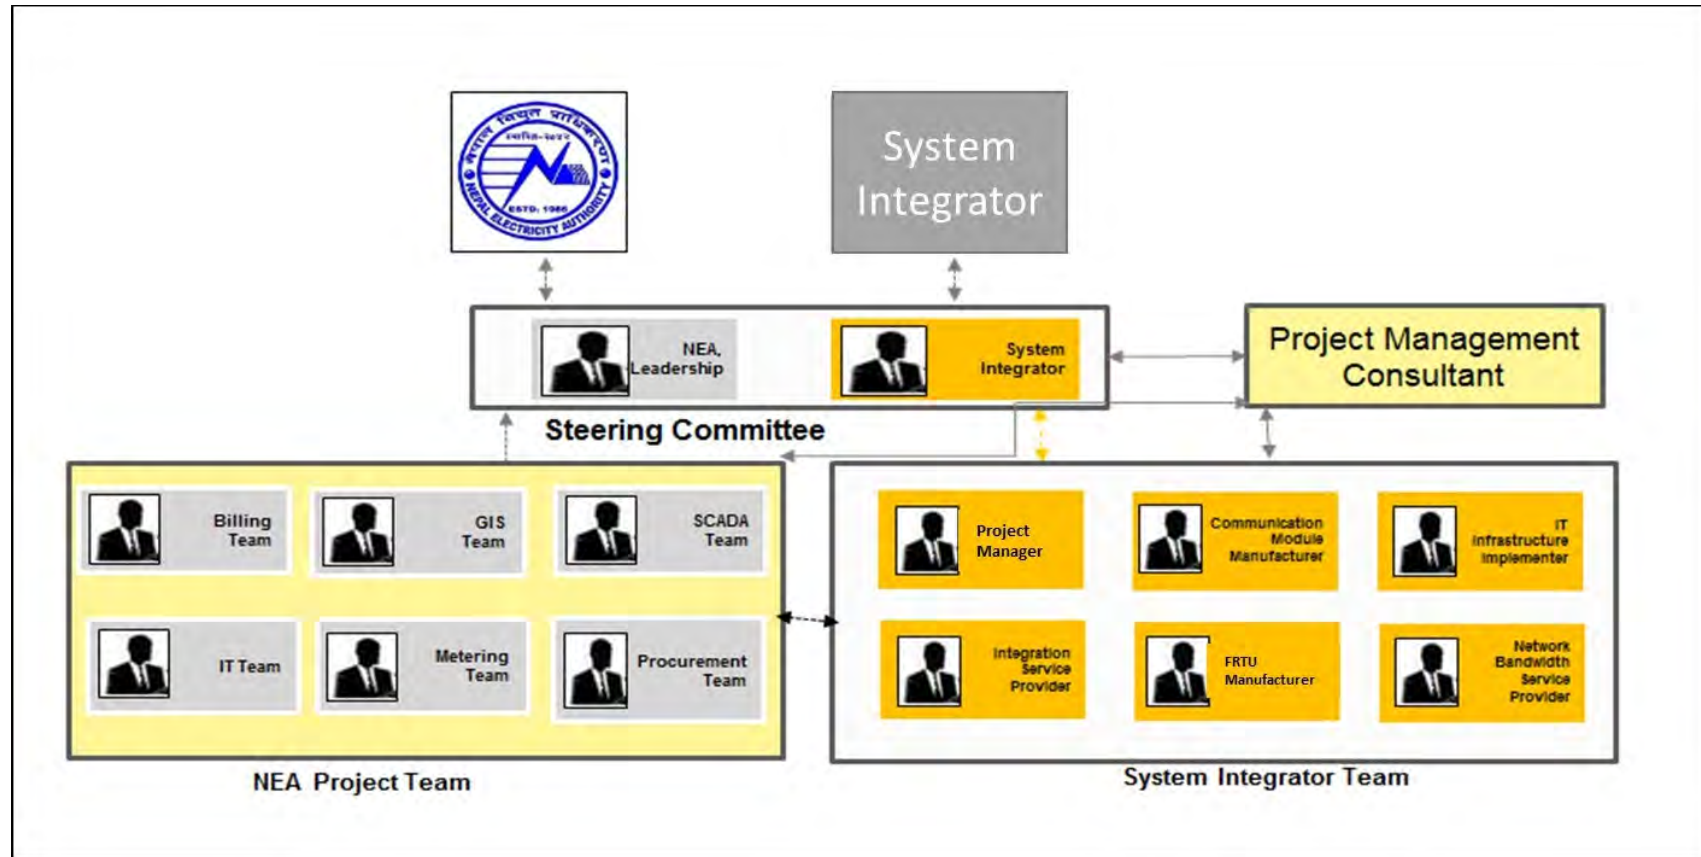 नेपाल विद्युत प्राधिकरण
स्थापित-२०४२
ESTD: 1985
NEPAL ELECTRICITY AUTHORITY
System
Integrator
NEA,
Leadership
System
Integrator
Project Management
Consultant
Steering Committee
Billing
Team
GIS
Team
SCADA
Team
Project
Manager
Communication
Module
Manufacturer
IT
Infrastructure
Implementer
IT Team
Metering
Team
Procurement
Team
Integration
Service
Provider
FRTU
Manufacturer
Network
Bandwidth
Service
Provider
NEA Project Team
System Integrator Team